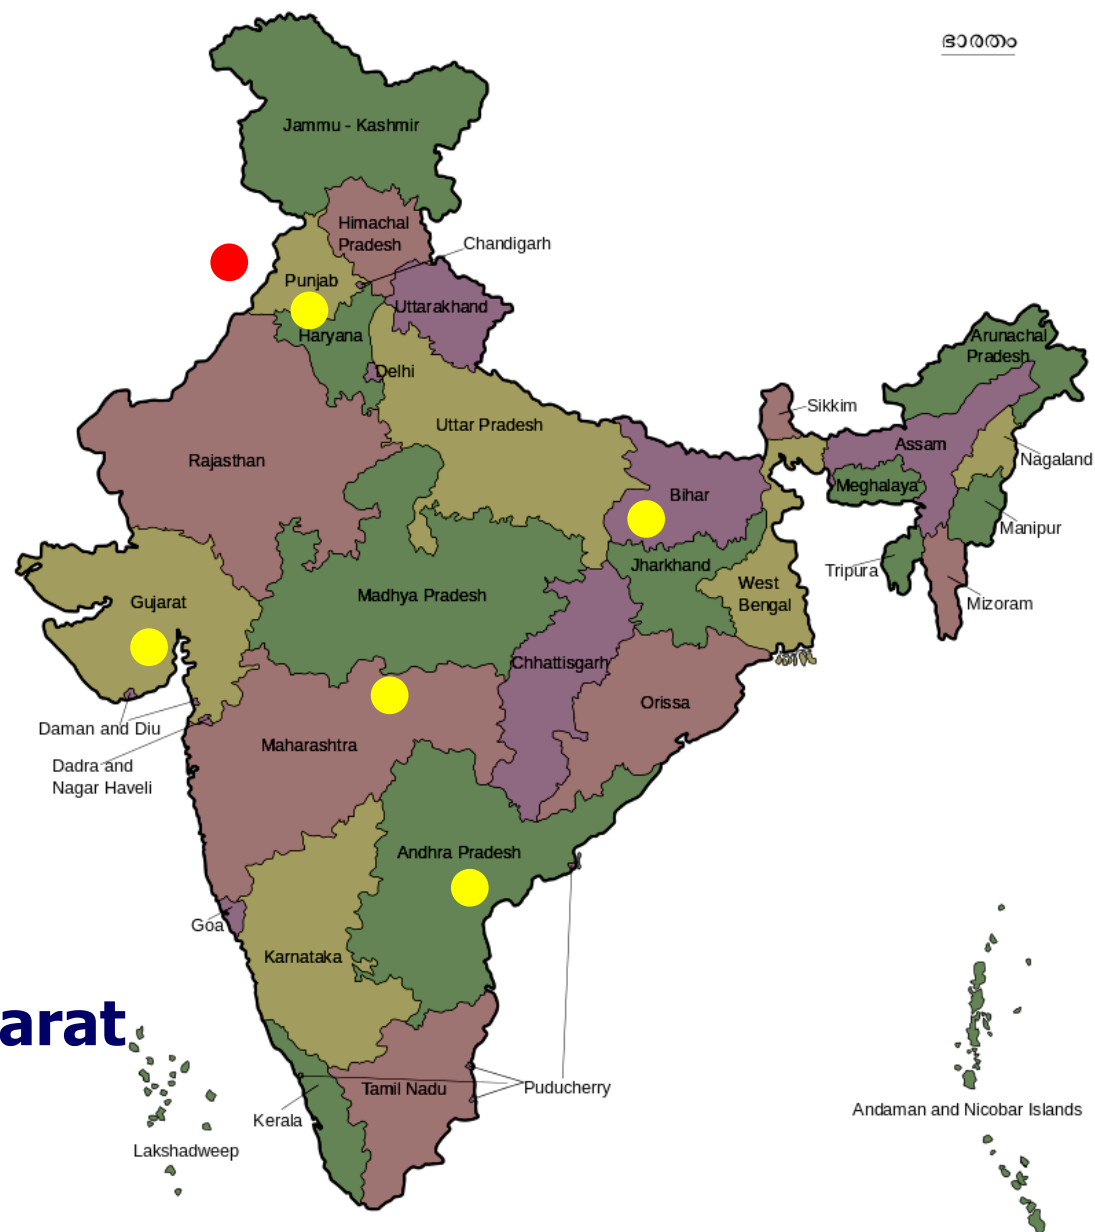 ഭാരതം
Jammu - Kashmir
Himachal
Pradesh
Chandigarh
Punjab
Uttarakhand
Haryana
Delhi
Arunachal
Pradesh
Sikkim
Uttar Pradesh
Assam
Rajasthan
Nagaland
Meghalaya
Bihar
Manipur
Jharkhand
Tripura
West
Bengal
Madhya Pradesh
Gujarat
Mizoram
Chhattisgarh
Orissa
Daman and Diu
Maharashtra
Dadra and
Nagar Haveli
Andhra Pradesh
Goa
Karnataka
arat
Tamil Nadu
Puducherry
Andaman and Nicobar Islands
Kerala
Lakshadweep